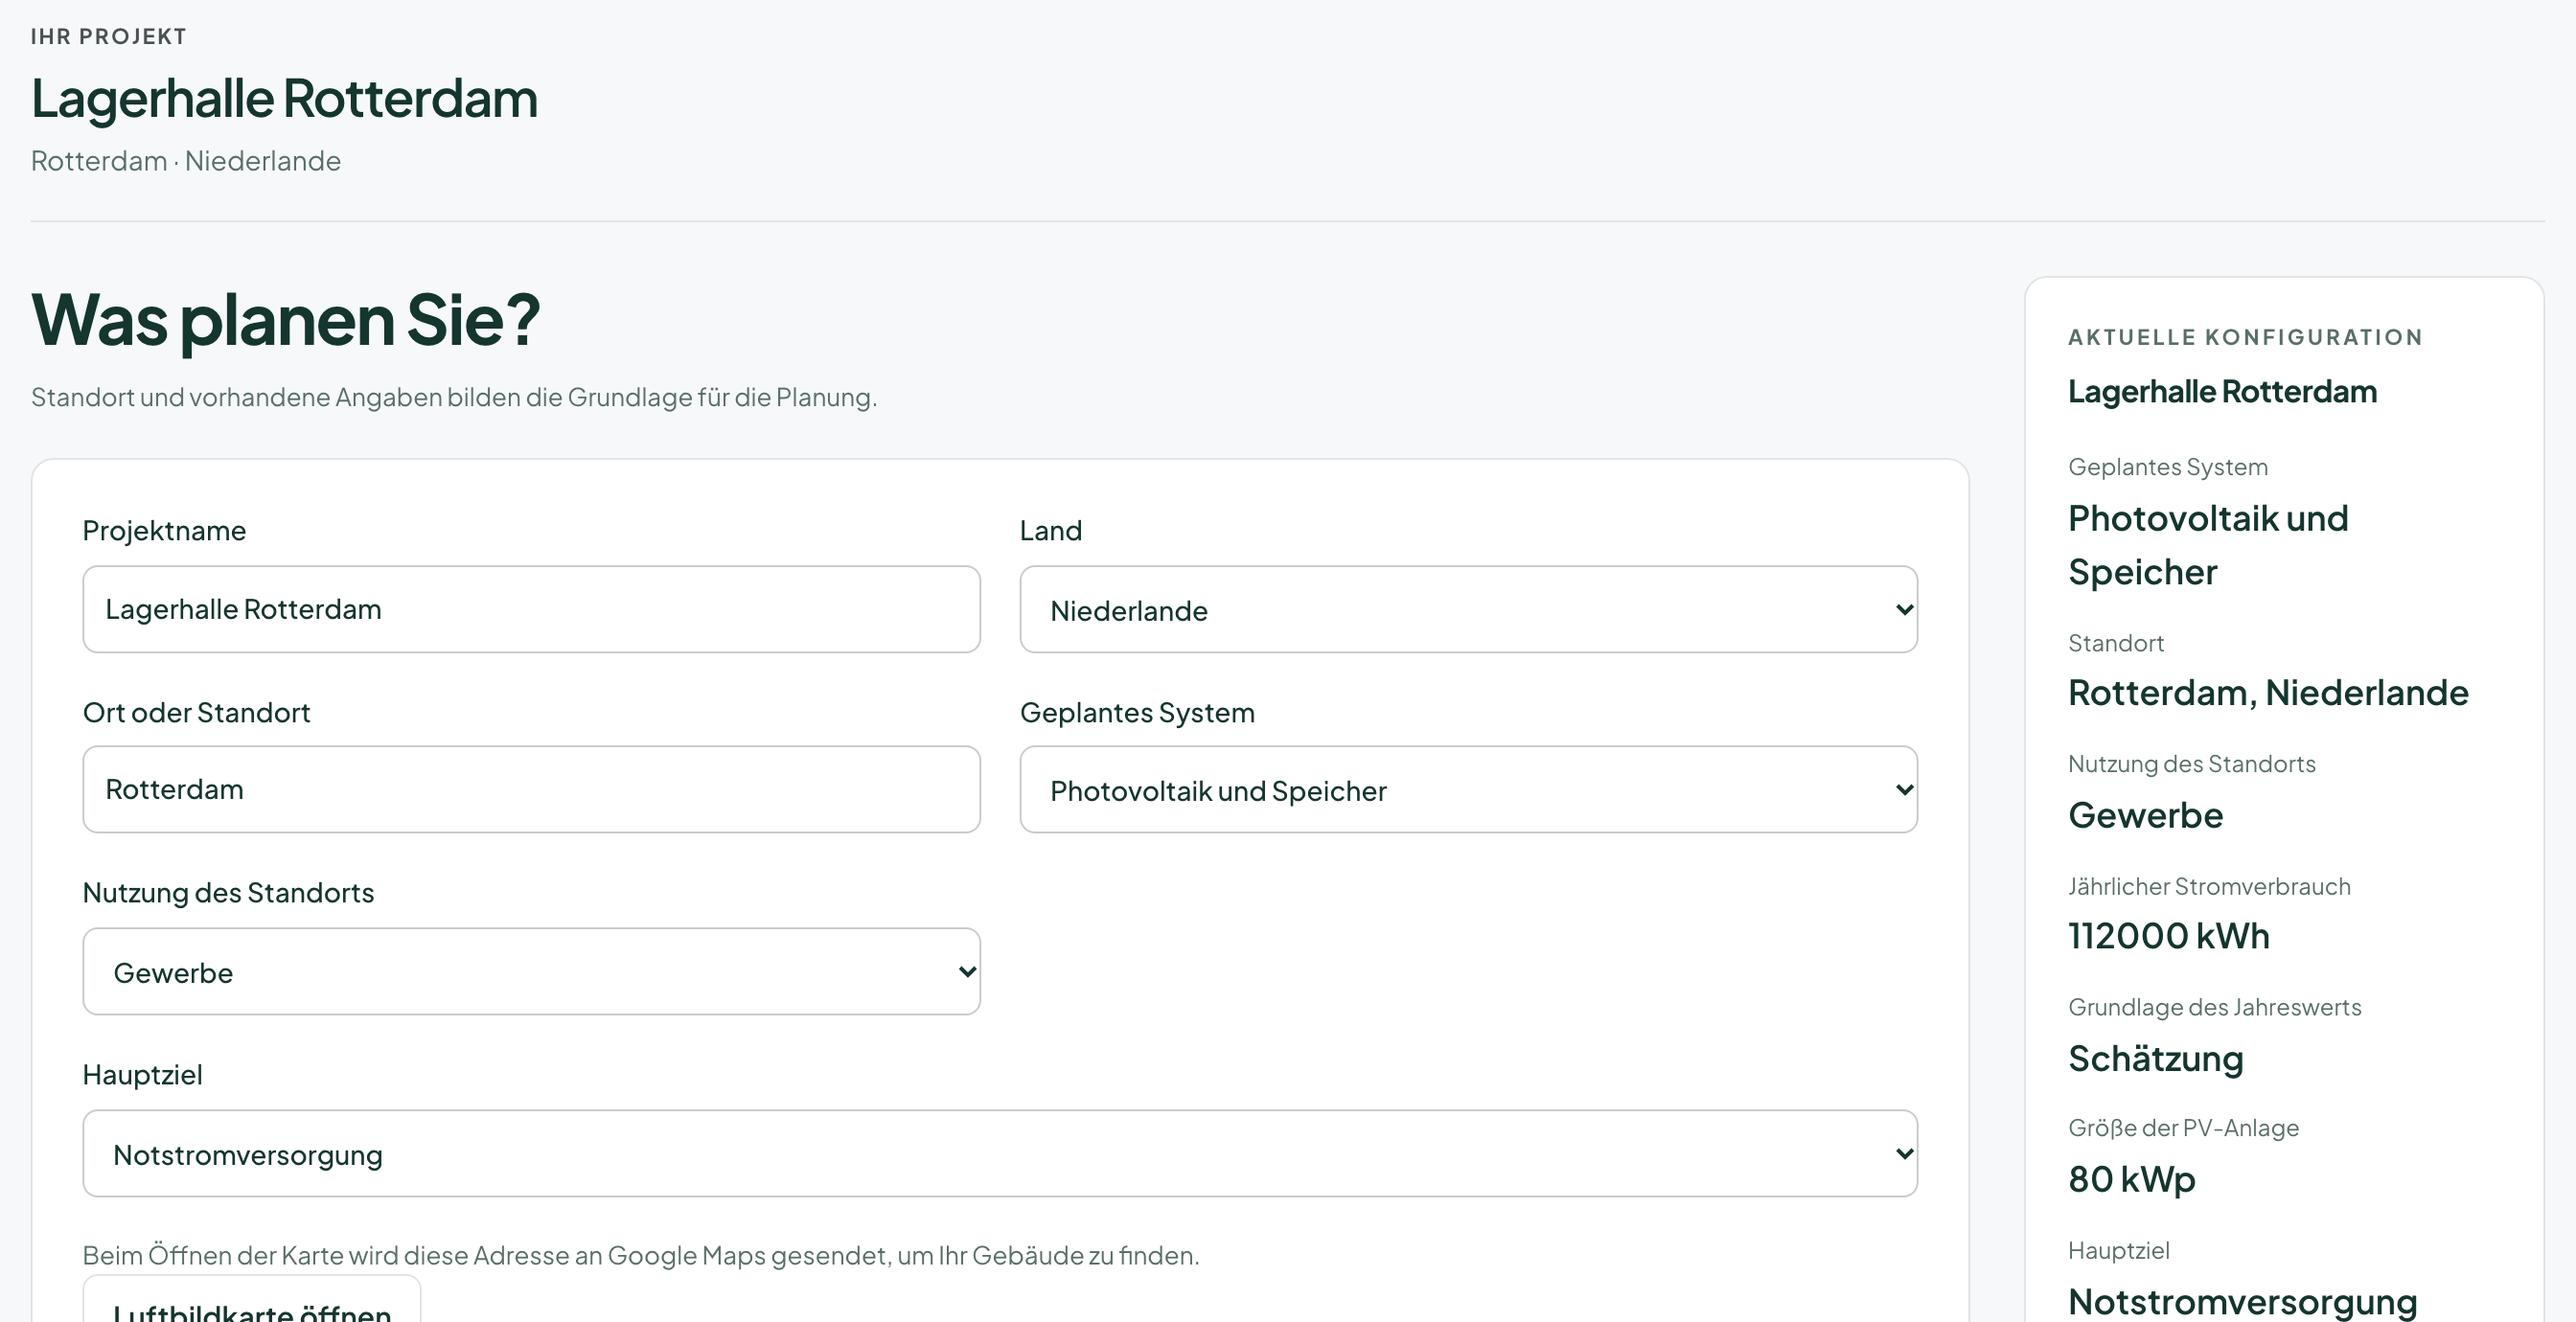 IHR PROJEKT
Lagerhalle Rotterdam
Rotterdam · Niederlande
Was planen Sie?
Standort und vorhandene Angaben bilden die Grundlage für die Planung.
Projektname
Lagerhalle Rotterdam
Land
Niederlande
Ort oder Standort
Rotterdam
Geplantes System
Photovoltaik und Speicher
Nutzung des Standorts
Gewerbe
Hauptziel
Notstromversorgung
Beim Öffnen der Karte wird diese Adresse an Google Maps gesendet, um Ihr Gebäude zu finden.
Luftbildkarte öffnen
AKTUELLE KONFIGURATION
Lagerhalle Rotterdam
Geplantes System
Photovoltaik und
Speicher
Standort
Rotterdam, Niederlande
Nutzung des Standorts
Gewerbe
Jährlicher Stromverbrauch
112000 kWh
Grundlage des Jahreswerts
Schätzung
Größe der PV-Anlage
80 kWp
Hauptziel
Notstromversorgung